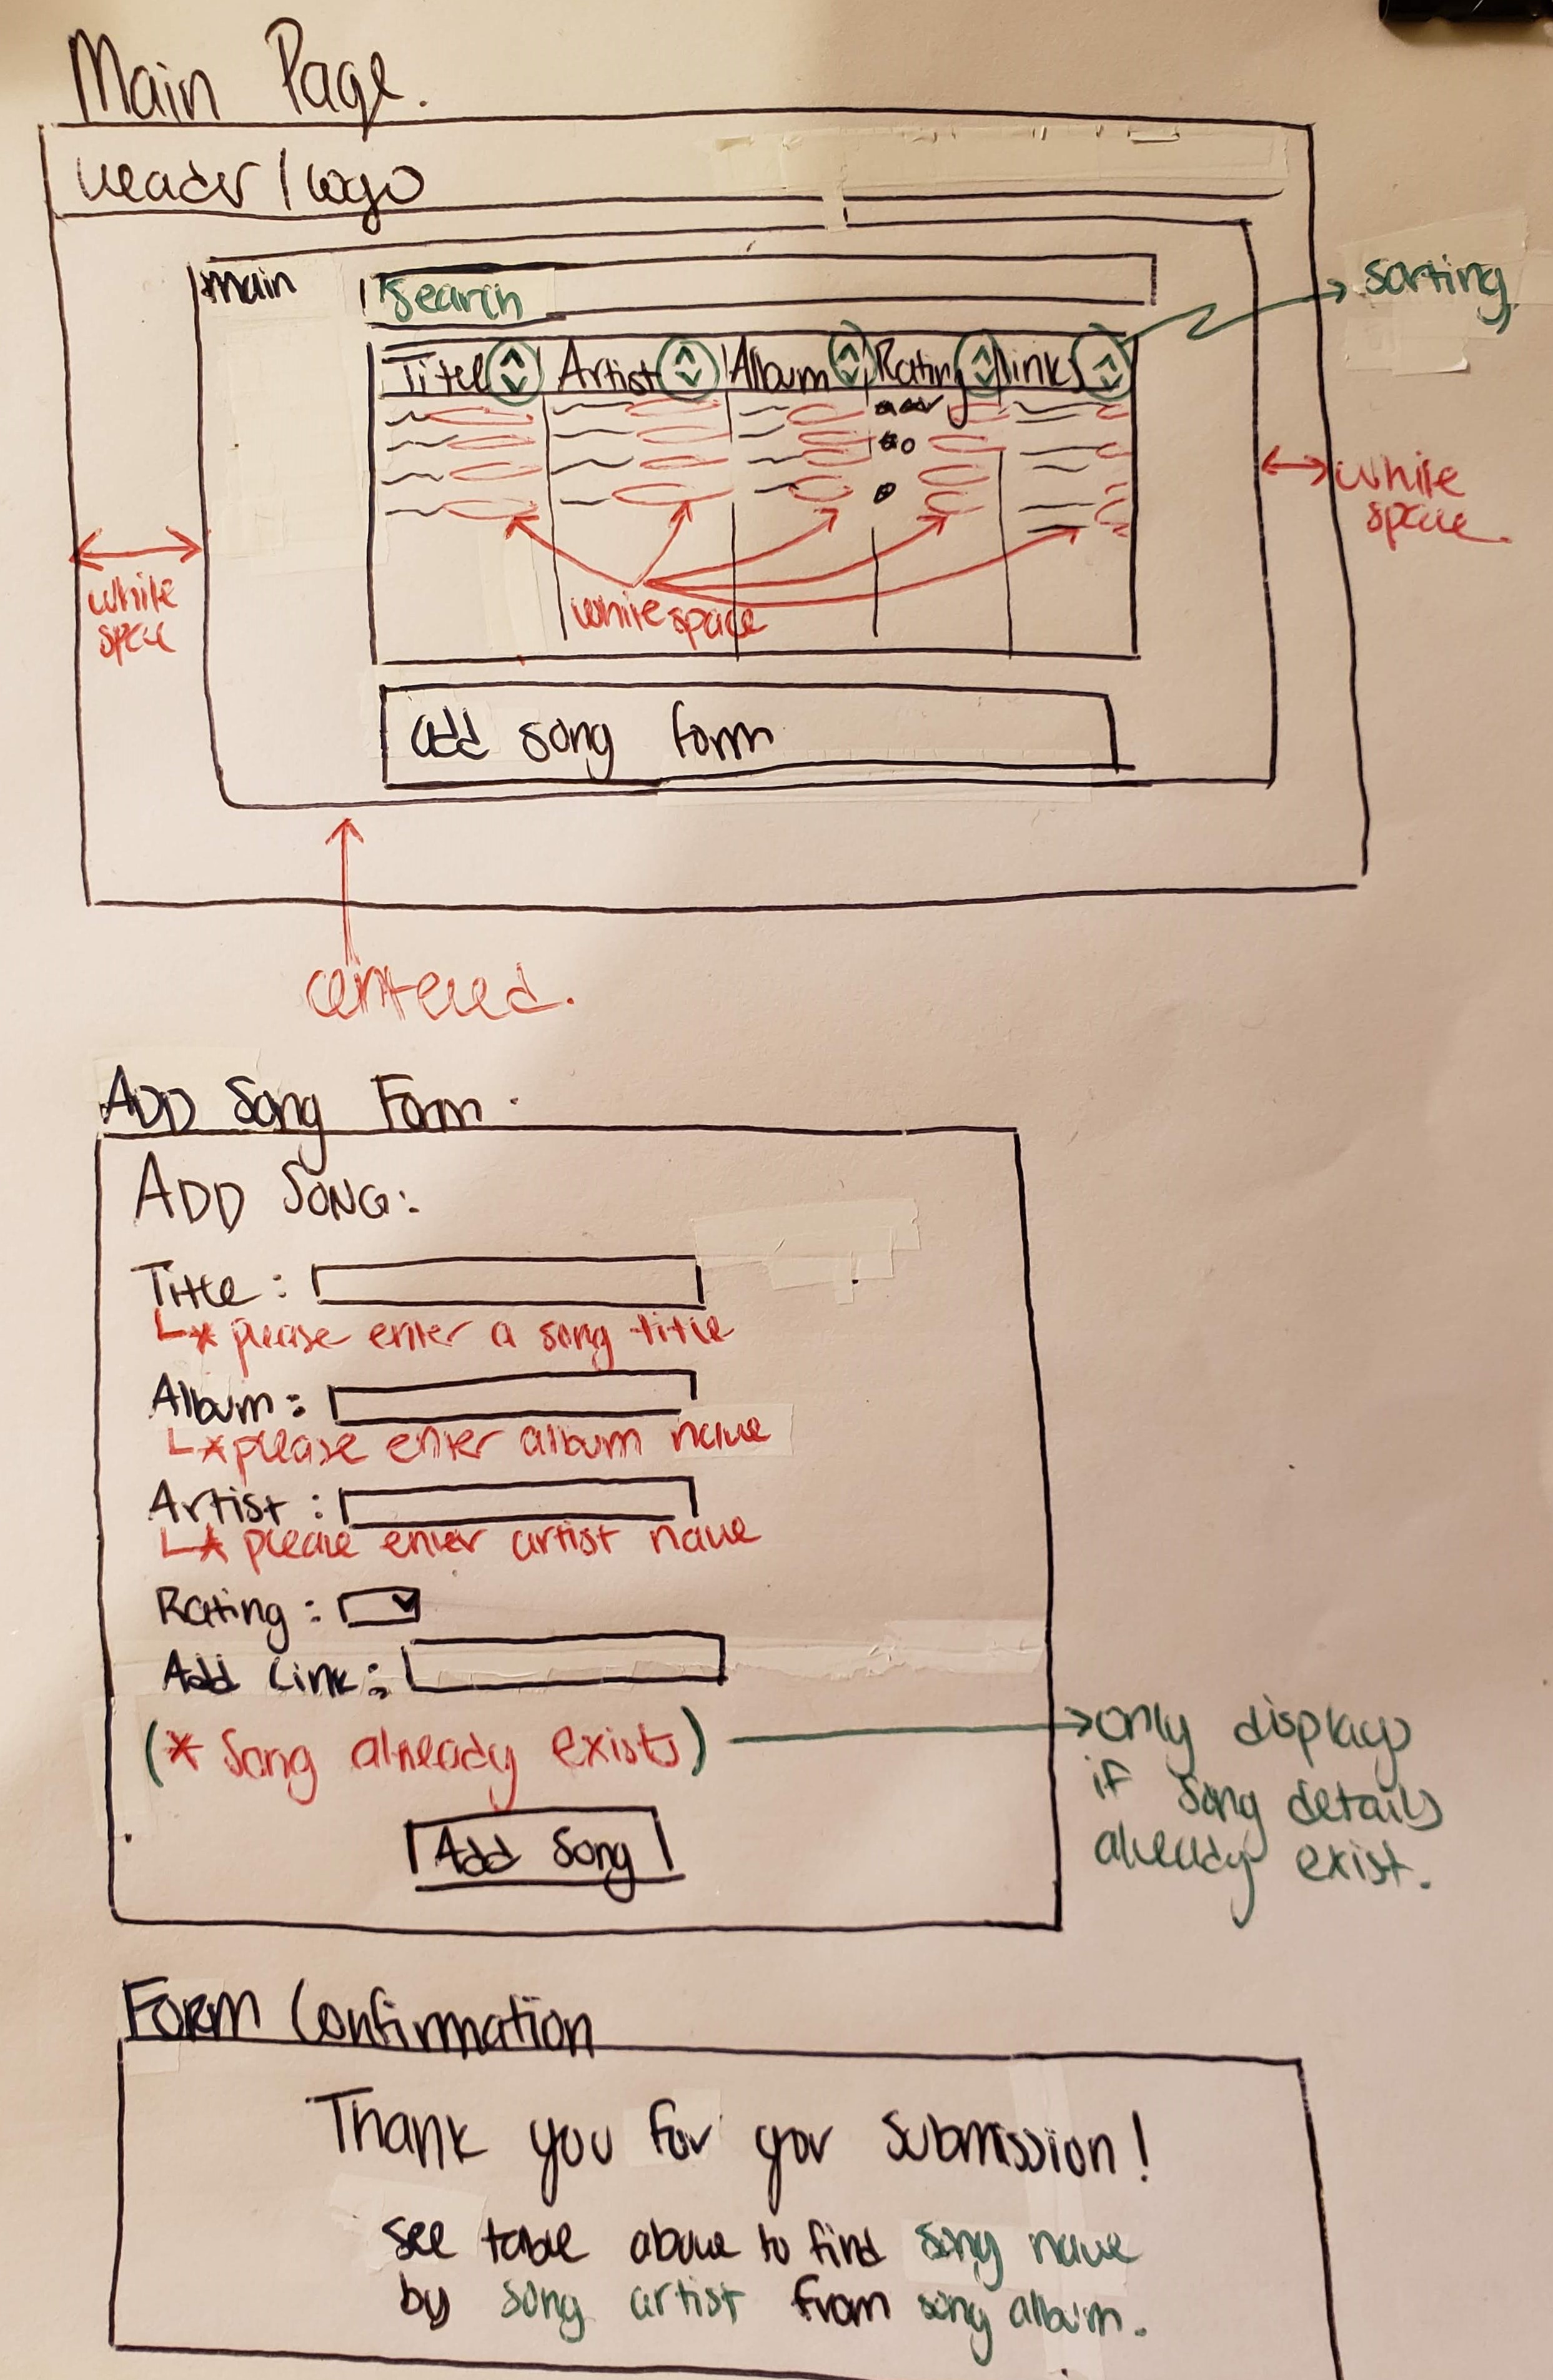 Main Page.
header / logo
main
Search
sorting
Title Artist Album Rating links
white space
white space
white space
add song form
centered.
ADD Song Form.
ADD SONG:
Title:
* please enter a song title
Album:
* please enter album name
Artist:
* please enter artist name
Rating:
Add Link:
(* Song already exists)
only displays
if song details
already exist.
Add Song
Form Confirmation
Thank you for your submission!
see table above to find song name
by song artist from song album.